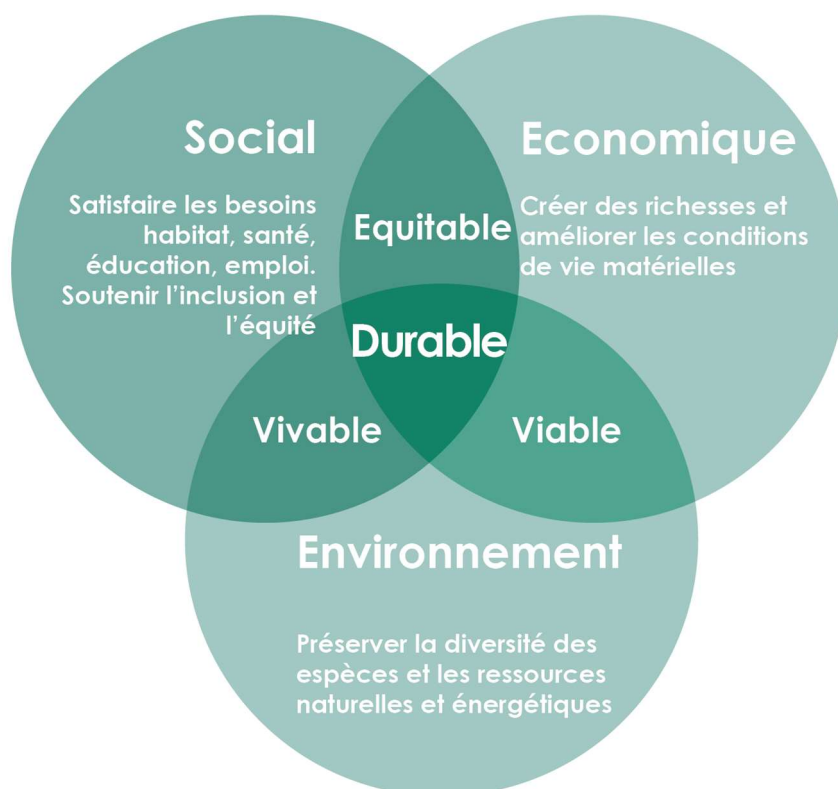 Social
Satisfaire les besoins
habitat, santé,
éducation, emploi.
Soutenir l'inclusion et
l'équité
Economique
Créer des richesses et
améliorer les conditions
de vie matérielles
Equitable
Durable
Vivable
Viable
Environnement
Préserver la diversité des
espèces et les ressources
naturelles et énergétiques